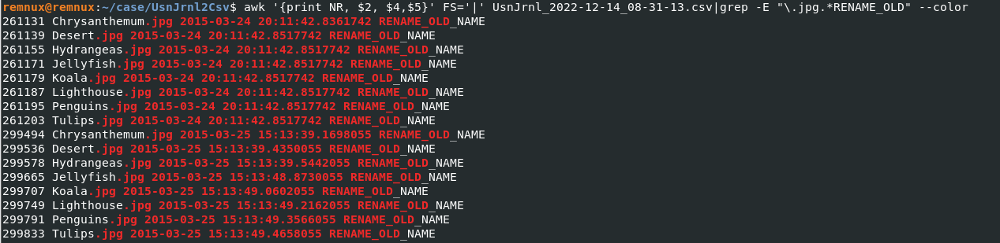 remnux@remnux:~/case/UsnJrnl2Csv$ awk '{print NR, $2, $4,$5}' FS='|' UsnJrnl_2022-12-14_08-31-13.csv|grep -E "\.jpg.*RENAME_OLD" --color
261131 Chrysanthemum.jpg 2015-03-24 20:11:42.8361742 RENAME_OLD_NAME
261139 Desert.jpg 2015-03-24 20:11:42.8517742 RENAME_OLD_NAME
261155 Hydrangeas.jpg 2015-03-24 20:11:42.8517742 RENAME_OLD_NAME
261171 Jellyfish.jpg 2015-03-24 20:11:42.8517742 RENAME_OLD_NAME
261179 Koala.jpg 2015-03-24 20:11:42.8517742 RENAME_OLD_NAME
261187 Lighthouse.jpg 2015-03-24 20:11:42.8517742 RENAME_OLD_NAME
261195 Penguins.jpg 2015-03-24 20:11:42.8517742 RENAME_OLD_NAME
261203 Tulips.jpg 2015-03-24 20:11:42.8517742 RENAME_OLD_NAME
299494 Chrysanthemum.jpg 2015-03-25 15:13:39.1698055 RENAME_OLD_NAME
299536 Desert.jpg 2015-03-25 15:13:39.4350055 RENAME_OLD_NAME
299578 Hydrangeas.jpg 2015-03-25 15:13:39.5442055 RENAME_OLD_NAME
299665 Jellyfish.jpg 2015-03-25 15:13:48.8730055 RENAME_OLD_NAME
299707 Koala.jpg 2015-03-25 15:13:49.0602055 RENAME_OLD_NAME
299749 Lighthouse.jpg 2015-03-25 15:13:49.2162055 RENAME_OLD_NAME
299791 Penguins.jpg 2015-03-25 15:13:49.3566055 RENAME_OLD_NAME
299833 Tulips.jpg 2015-03-25 15:13:49.4658055 RENAME_OLD_NAME